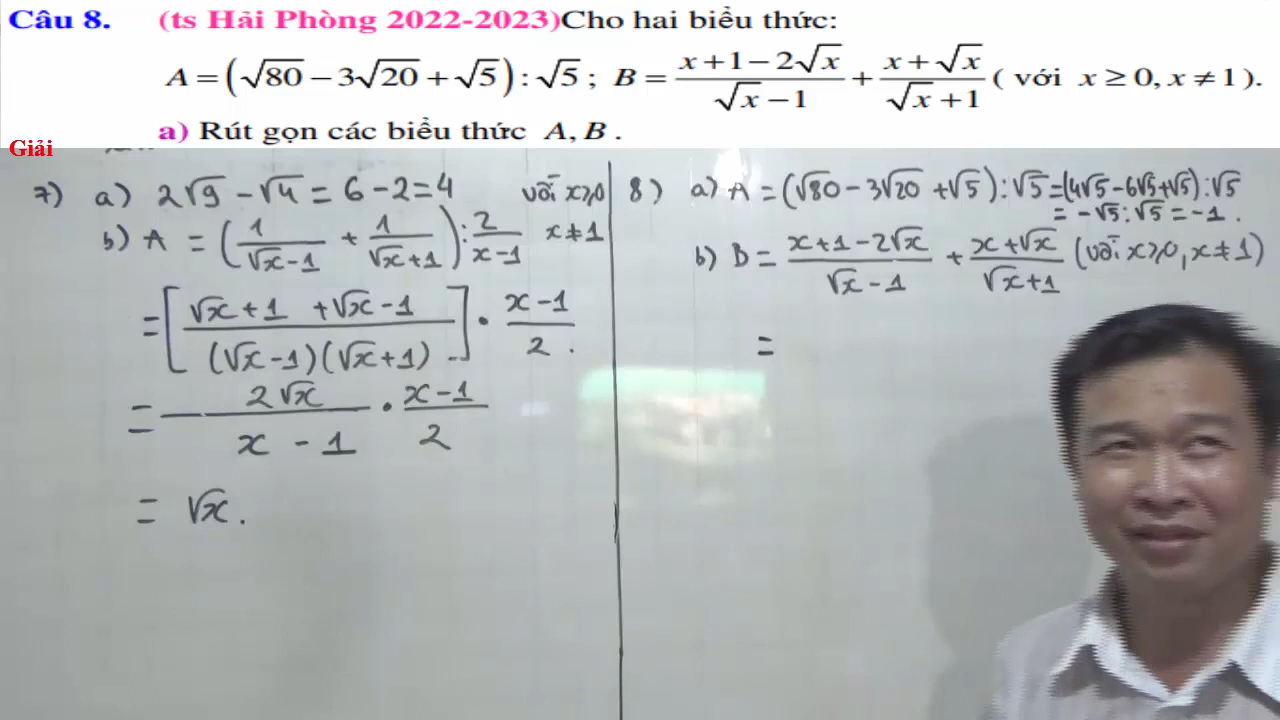 Câu 8. (ts Hải Phòng 2022-2023)Cho hai biểu thức:
A = (√80 − 3√20 + √5) : √5 ; B = (x + 1 − 2√x)/(√x − 1) + (x + √x)/(√x + 1) ( với x ≥ 0, x ≠ 1 ).
a) Rút gọn các biểu thức A, B .
Giải
7) a) 2√9 − √4 = 6 − 2 = 4 với x ≥ 0
b) A = (1/(√x − 1) + 1/(√x + 1)) : 2/(x − 1) x ≠ 1
= [(√x + 1 + √x − 1)/((√x − 1)(√x + 1))] · (x − 1)/2 .
= 2√x/(x − 1) · (x − 1)/2
= √x .
8) a) A = (√80 − 3√20 + √5) : √5 = (4√5 − 6√5 + √5) : √5
= −√5 : √5 = −1 .
b) B = (x + 1 − 2√x)/(√x − 1) + (x + √x)/(√x + 1) (với x ≥ 0, x ≠ 1)
=